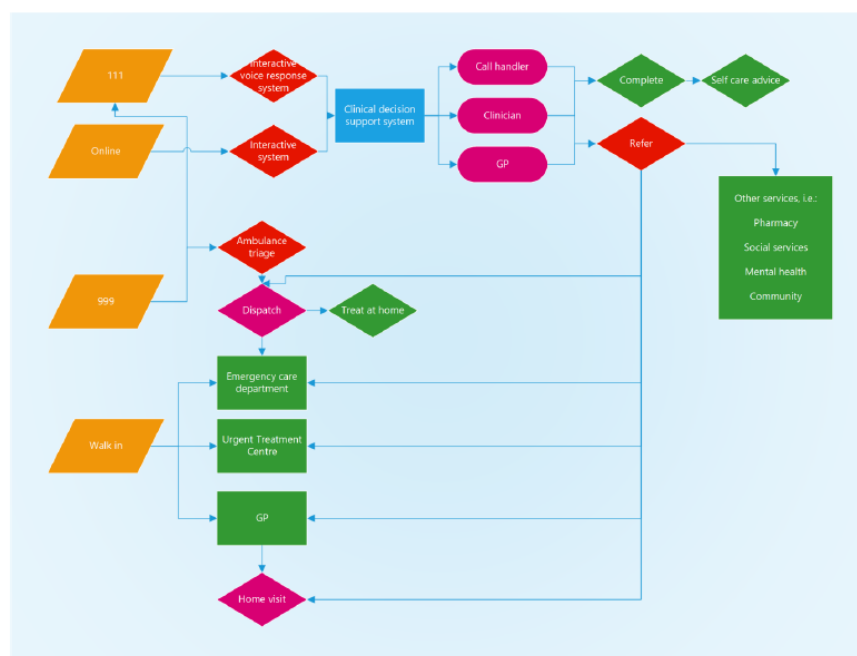 111
Interactive
voice response
system
Clinical decision
support system
Call handler
Complete
Self care advice
Online
Interactive
system
Clinician
Refer
GP
Other services, i.e.:
Pharmacy
Social services
Mental health
Community
Ambulance
triage
999
Dispatch
Treat at home
Emergency care
department
Walk in
Urgent Treatment
Centre
GP
Home visit